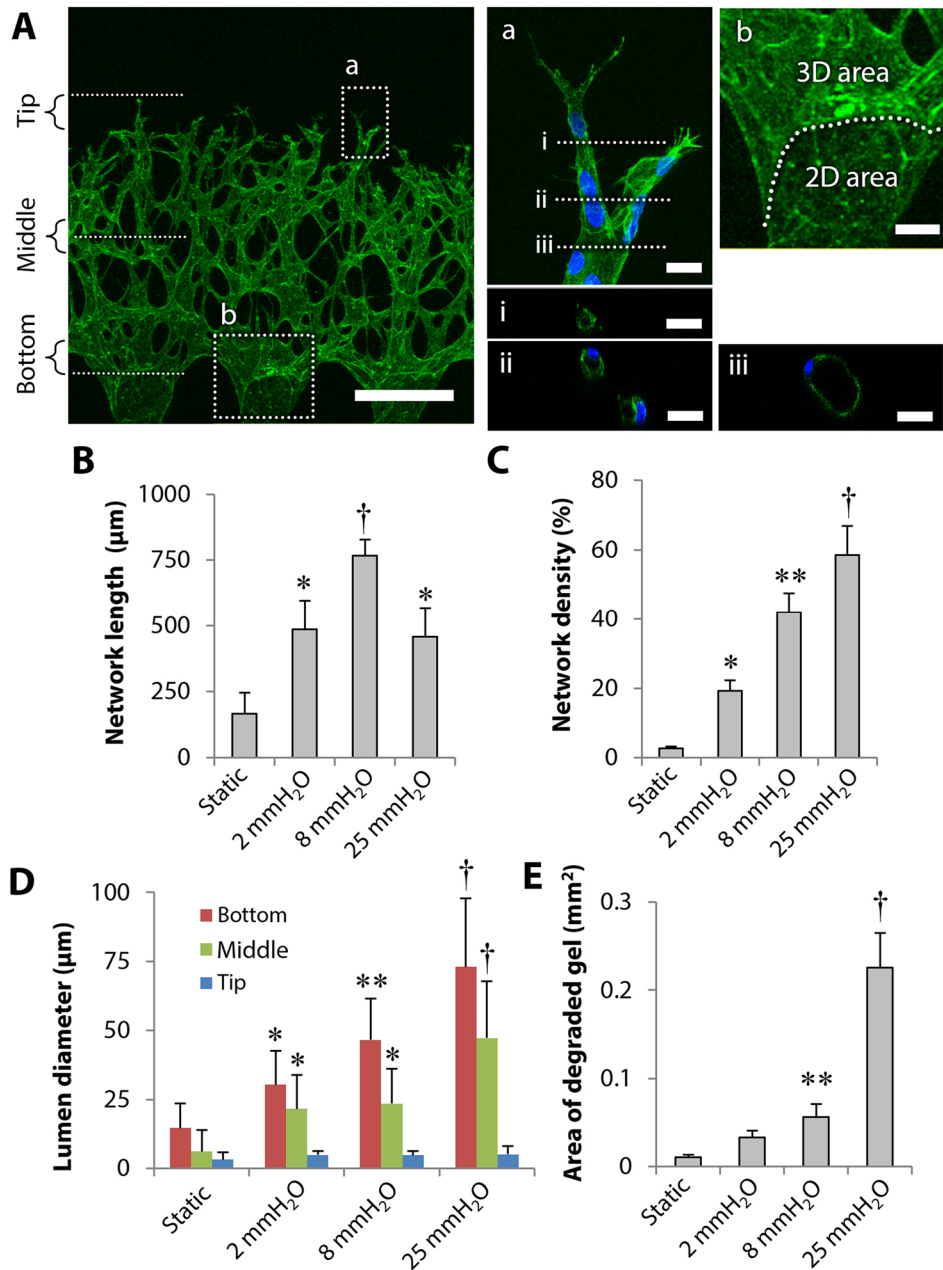 A
Tip
Middle
Bottom
a
b
a
i
ii
iii
b
3D area
2D area
i
ii
iii
B
Network length (μm)
1000
750
500
250
0
*
†
*
Static
2 mmH₂O
8 mmH₂O
25 mmH₂O
C
Network density (%)
80
60
40
20
0
*
**
†
Static
2 mmH₂O
8 mmH₂O
25 mmH₂O
D
Lumen diameter (μm)
100
75
50
25
0
Bottom
Middle
Tip
*
*
**
*
†
†
Static
2 mmH₂O
8 mmH₂O
25 mmH₂O
E
Area of degraded gel (mm²)
0.3
0.2
0.1
0
**
†
Static
2 mmH₂O
8 mmH₂O
25 mmH₂O